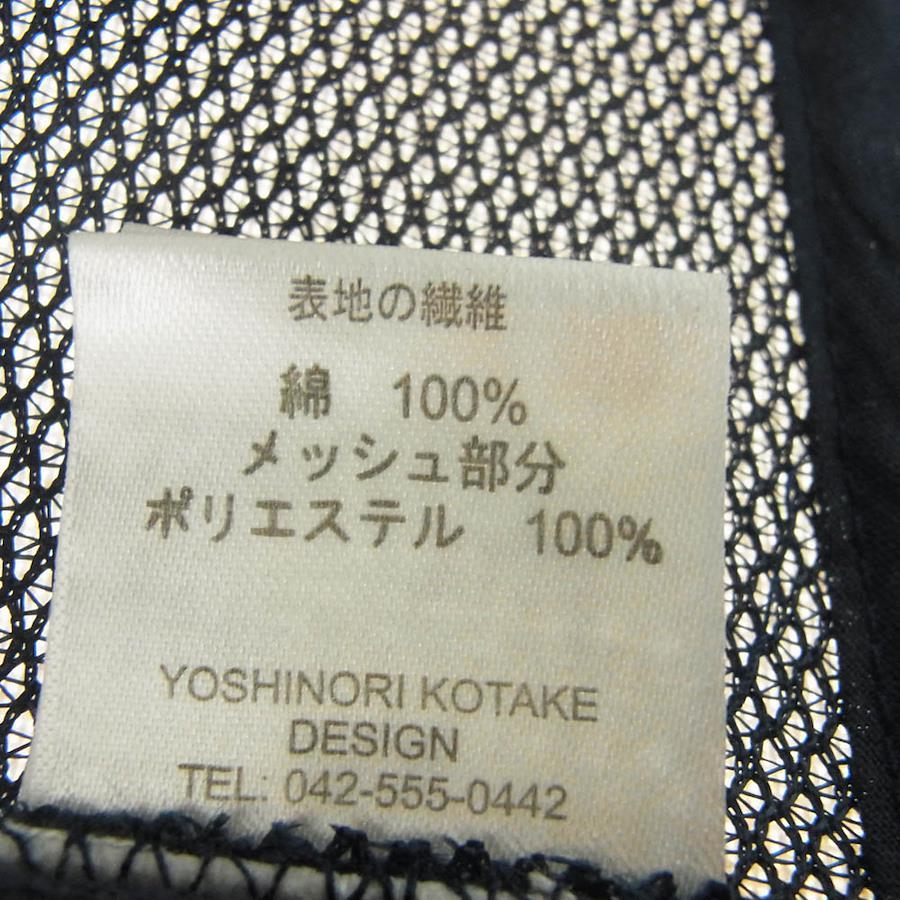 表地の繊維
綿　100%
メッシュ部分
ポリエステル　100%
YOSHINORI KOTAKE
DESIGN
TEL: 042-555-0442